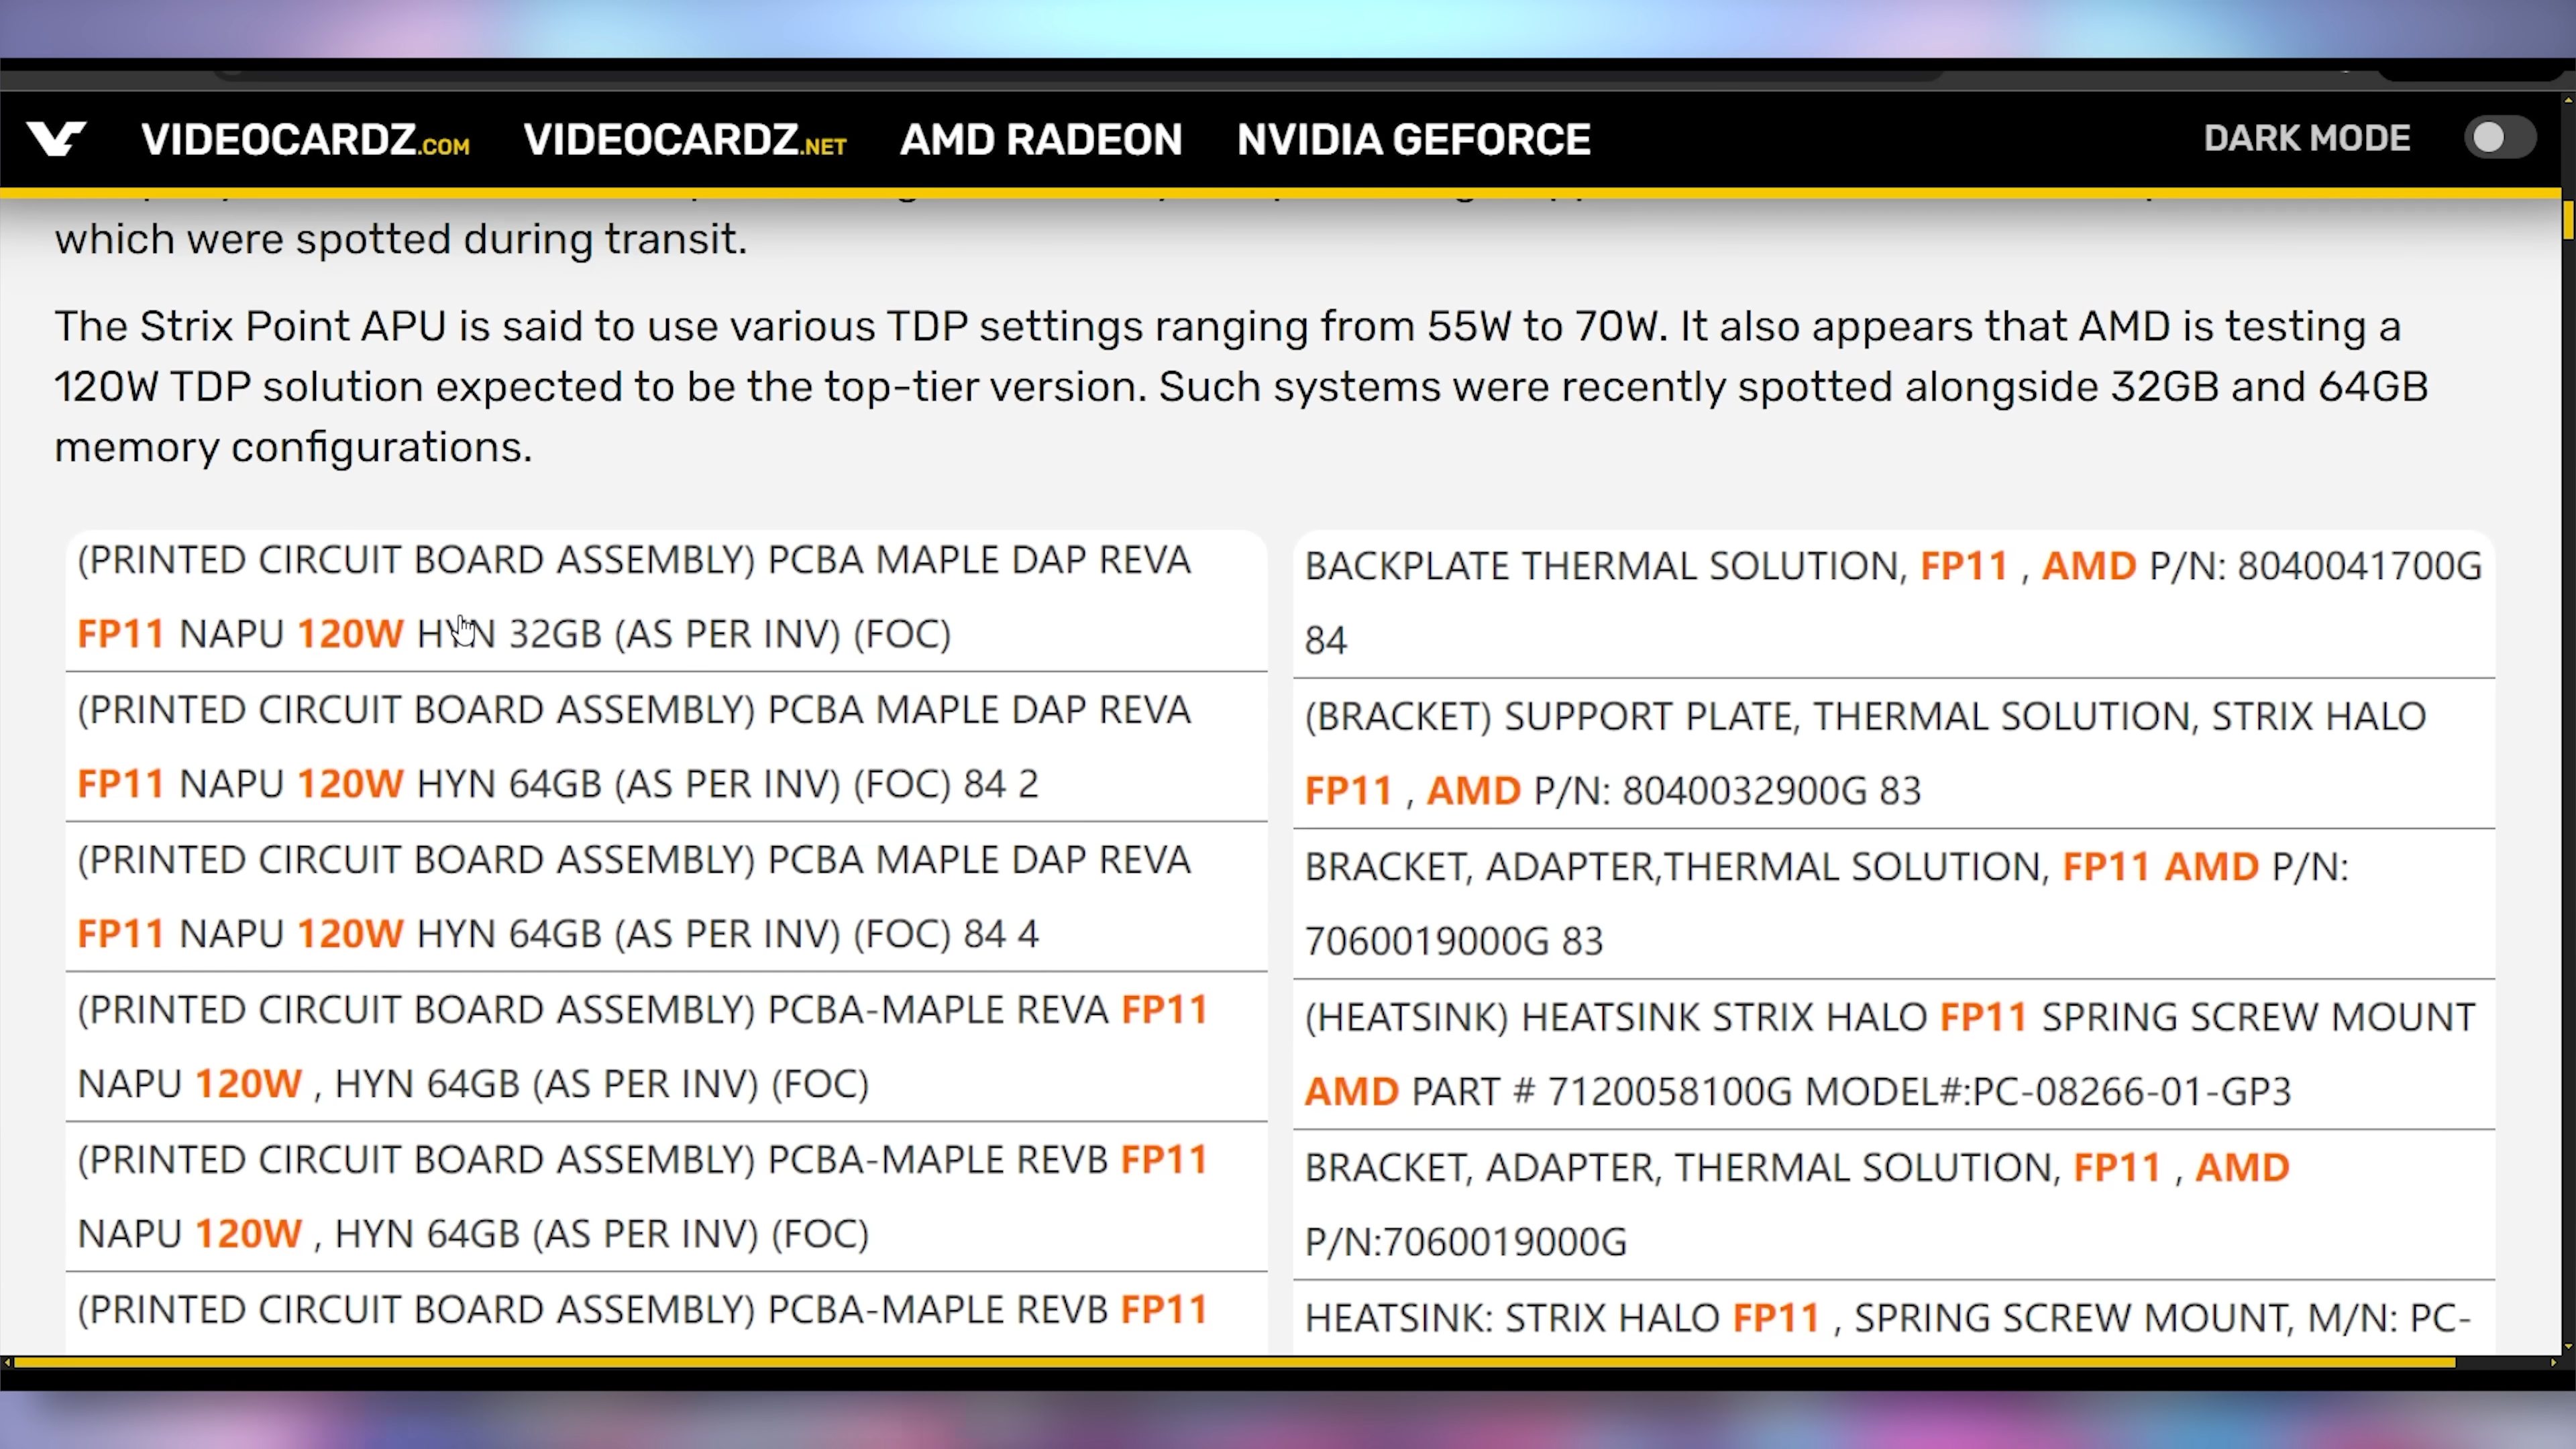 VIDEOCARDZ.COM VIDEOCARDZ.NET AMD RADEON NVIDIA GEFORCE DARK MODE
which were spotted during transit.
The Strix Point APU is said to use various TDP settings ranging from 55W to 70W. It also appears that AMD is testing a
120W TDP solution expected to be the top-tier version. Such systems were recently spotted alongside 32GB and 64GB
memory configurations.
(PRINTED CIRCUIT BOARD ASSEMBLY) PCBA MAPLE DAP REVA
FP11 NAPU 120W HYN 32GB (AS PER INV) (FOC)
(PRINTED CIRCUIT BOARD ASSEMBLY) PCBA MAPLE DAP REVA
FP11 NAPU 120W HYN 64GB (AS PER INV) (FOC) 84 2
(PRINTED CIRCUIT BOARD ASSEMBLY) PCBA MAPLE DAP REVA
FP11 NAPU 120W HYN 64GB (AS PER INV) (FOC) 84 4
(PRINTED CIRCUIT BOARD ASSEMBLY) PCBA-MAPLE REVA FP11
NAPU 120W , HYN 64GB (AS PER INV) (FOC)
(PRINTED CIRCUIT BOARD ASSEMBLY) PCBA-MAPLE REVB FP11
NAPU 120W , HYN 64GB (AS PER INV) (FOC)
(PRINTED CIRCUIT BOARD ASSEMBLY) PCBA-MAPLE REVB FP11
BACKPLATE THERMAL SOLUTION, FP11 , AMD P/N: 8040041700G
84
(BRACKET) SUPPORT PLATE, THERMAL SOLUTION, STRIX HALO
FP11 , AMD P/N: 8040032900G 83
BRACKET, ADAPTER,THERMAL SOLUTION, FP11 AMD P/N:
7060019000G 83
(HEATSINK) HEATSINK STRIX HALO FP11 SPRING SCREW MOUNT
AMD PART # 7120058100G MODEL#:PC-08266-01-GP3
BRACKET, ADAPTER, THERMAL SOLUTION, FP11 , AMD
P/N:7060019000G
HEATSINK: STRIX HALO FP11 , SPRING SCREW MOUNT, M/N: PC-